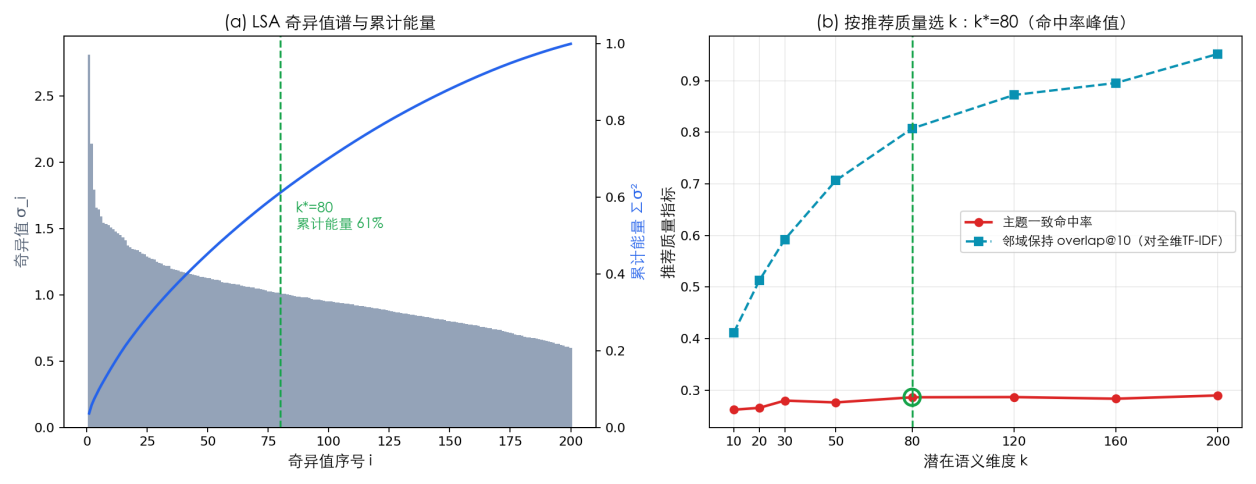 (a) LSA 奇异值谱与累计能量
奇异值 σ_i
2.5
2.0
1.5
1.0
0.5
0.0
k*=80
累计能量 61%
1.0
0.8
0.6
0.4
0.2
0.0
累计能量 Σσ²
0 25 50 75 100 125 150 175 200
奇异值序号 i
(b) 按推荐质量选 k：k*=80（命中率峰值）
推荐质量指标
0.9
0.8
0.7
0.6
0.5
0.4
0.3
主题一致命中率
邻域保持 overlap@10（对全维TF-IDF）
10 20 30 50 80 120 160 200
潜在语义维度 k